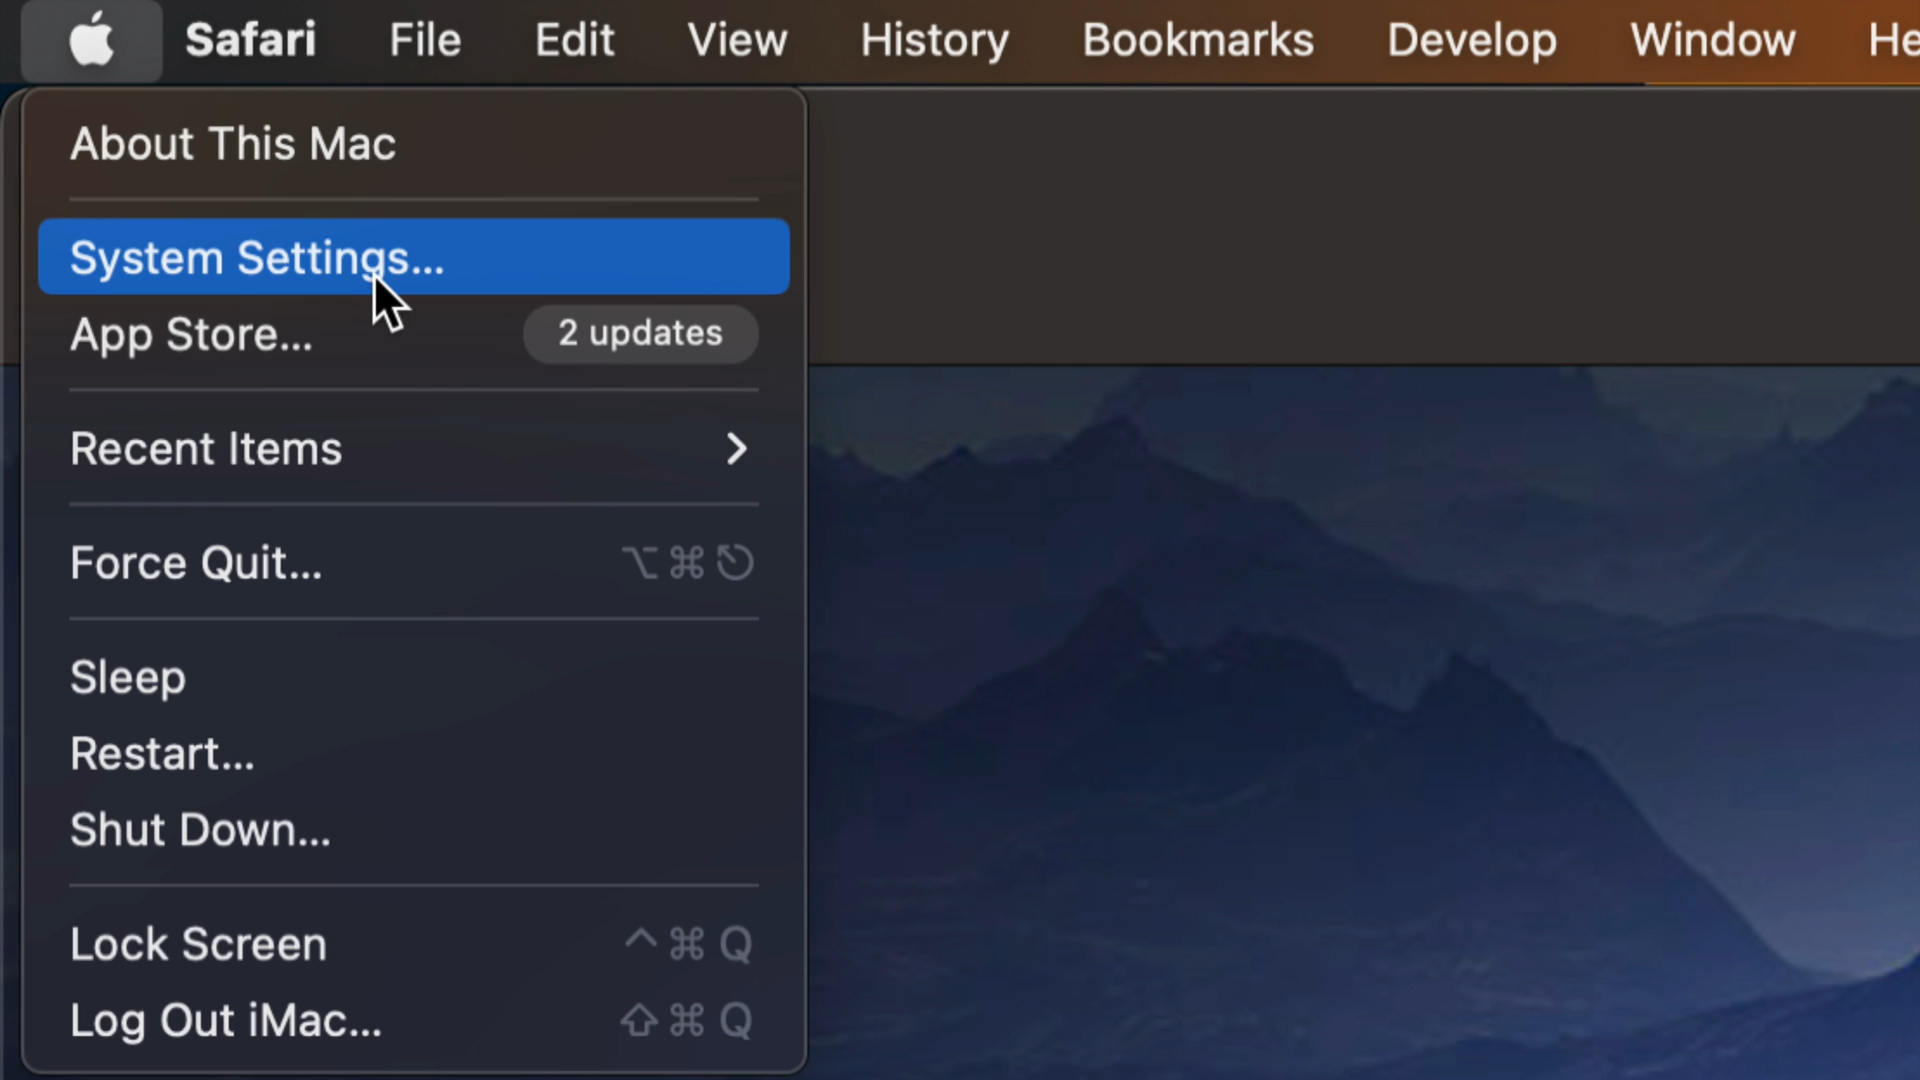 Safari File Edit View History Bookmarks Develop Window He
About This Mac
System Settings...
App Store... 2 updates
Recent Items
Force Quit... ⌥⌘⎋
Sleep
Restart...
Shut Down...
Lock Screen ^⌘Q
Log Out iMac... ⇧⌘Q